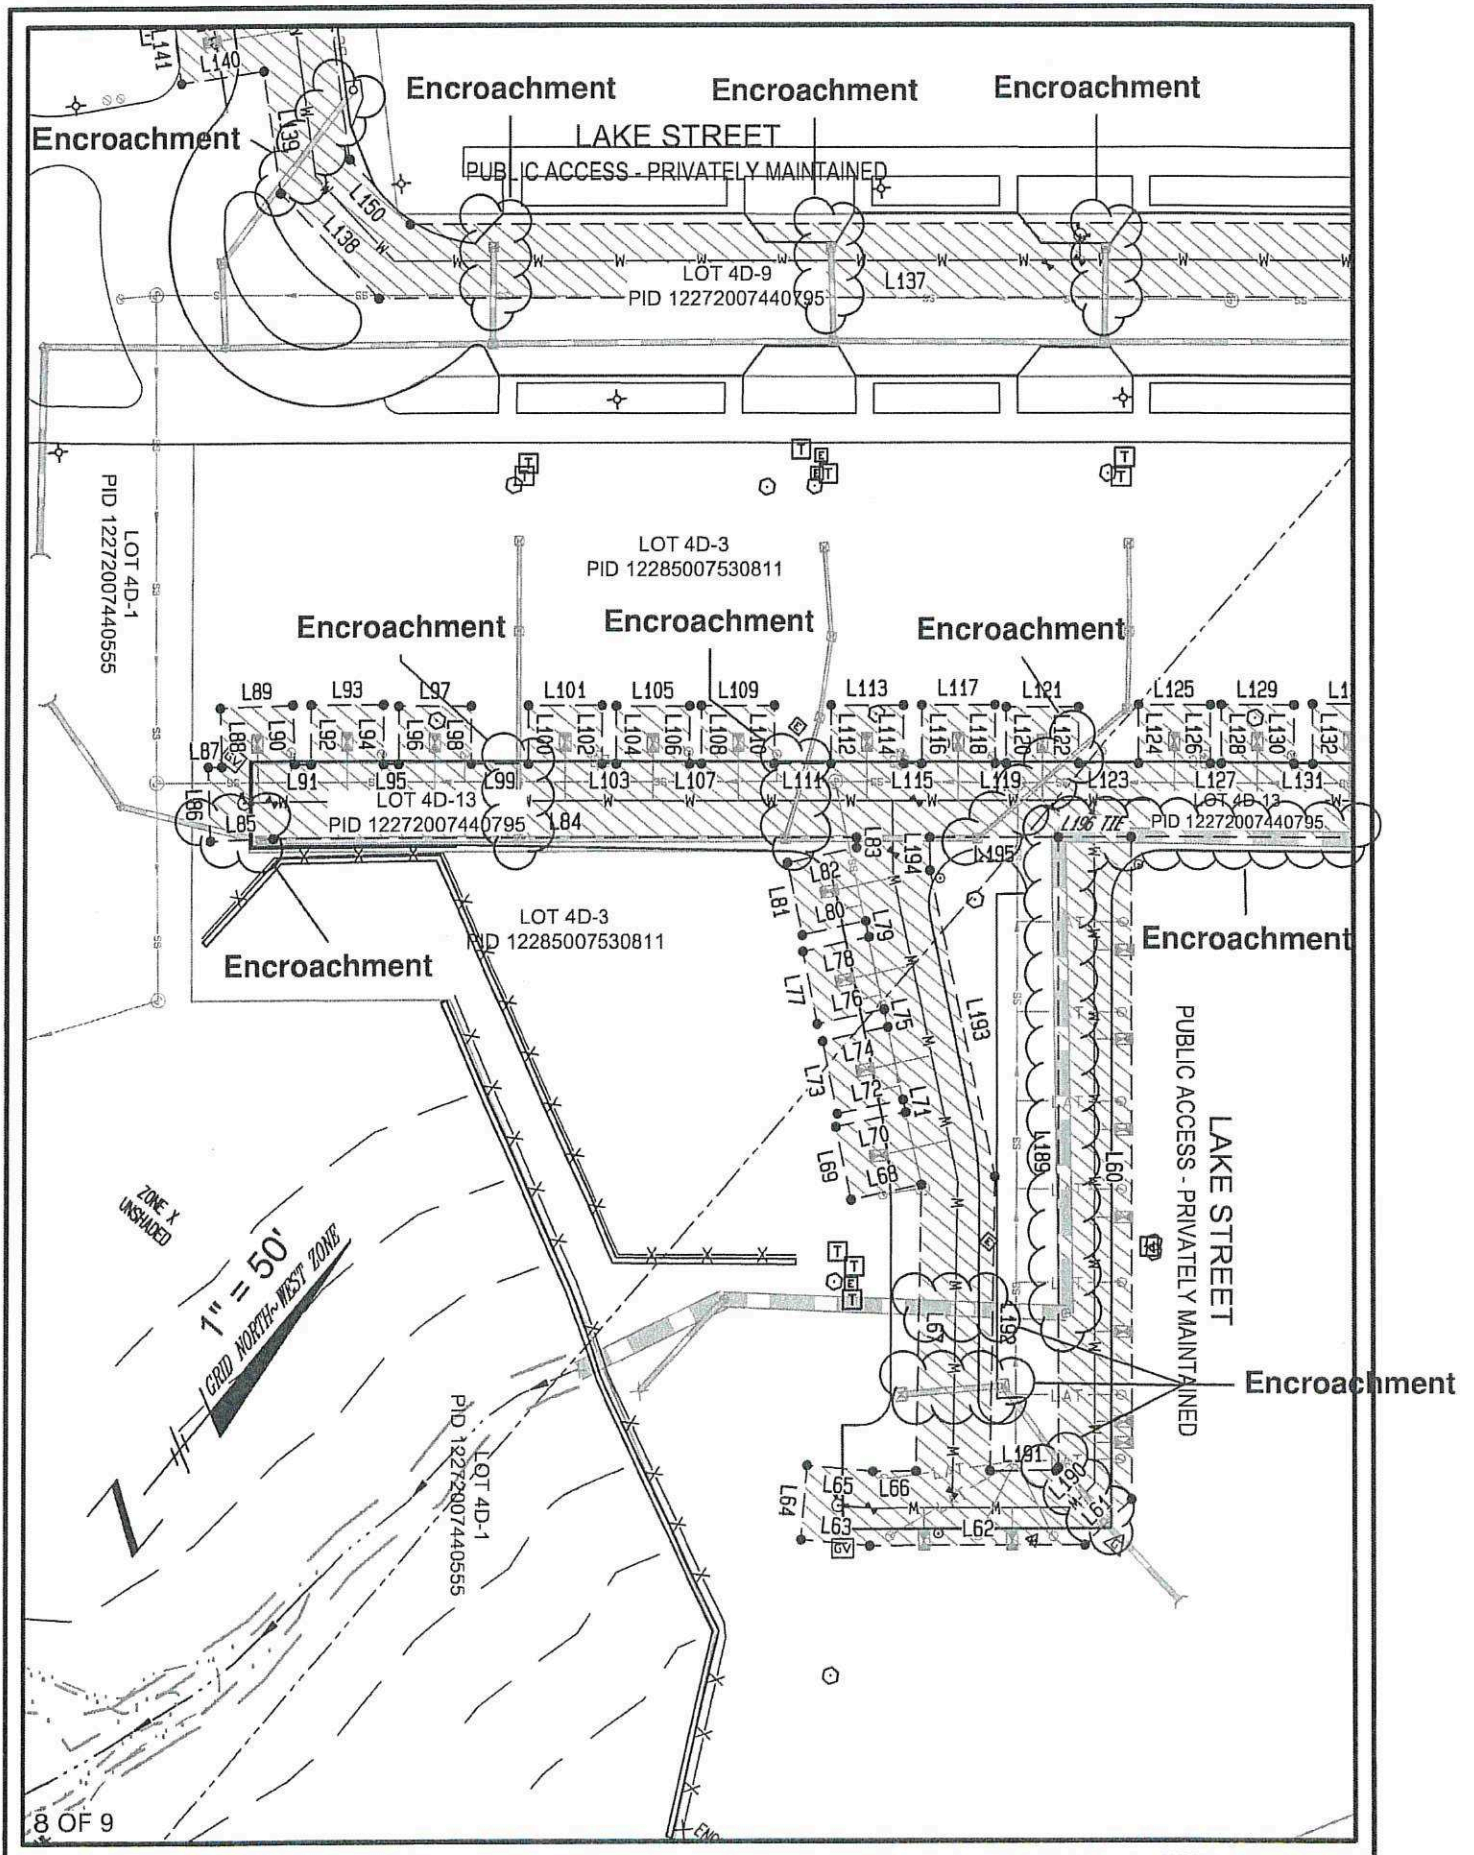 L141
L140
Encroachment
Encroachment
Encroachment
Encroachment
L139
LAKE STREET
PUBLIC ACCESS - PRIVATELY MAINTAINED
L150
L138
W
W
W
W
W
W
W
W
W
LOT 4D-9
PID 12272007440795
L137
SS
SS
T
T
T
E
E
T
T
T
LOT 4D-1
PID 12272007440555
LOT 4D-3
PID 12285007530811
Encroachment
Encroachment
Encroachment
L89
L93
L97
L101
L105
L109
L113
L117
L121
L125
L129
L87
L88
L90
L92
L94
L96
L98
L100
L102
L104
L106
L108
L110
L112
L114
L116
L118
L120
L122
L124
L126
L128
L130
L132
GV
E
L91
L95
L99
L103
L107
L111
L115
L119
L123
L127
L131
L86
L85
LOT 4D-13
PID 12272007440795
L84
L83
L194
L195
L196 TIE
LOT 4D-13
PID 12272007440795
L82
L81
L80
L79
L78
L77
L76
L75
L74
L73
L72
L71
L70
L69
L68
L193
L189
L60
LOT 4D-3
PID 12285007530811
Encroachment
Encroachment
LAKE STREET
PUBLIC ACCESS - PRIVATELY MAINTAINED
ZONE X
UNSHADED
1" = 50'
GRID NORTH~WEST ZONE
T
T
E
T
E
L67
L192
Encroachment
LOT 4D-1
PID 12272007440555
LAT
L191
L190
L65
L66
L64
L63
L62
L61
GV
G
8 OF 9